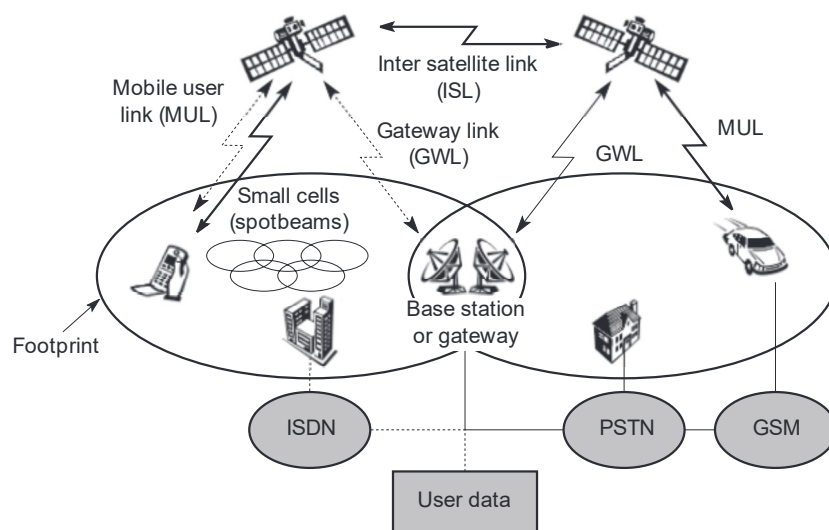 Inter satellite link
(ISL)
Mobile user
link (MUL)
Gateway link
(GWL)
MUL
GWL
Small cells
(spotbeams)
Base station
or gateway
Footprint
ISDN
PSTN
GSM
User data